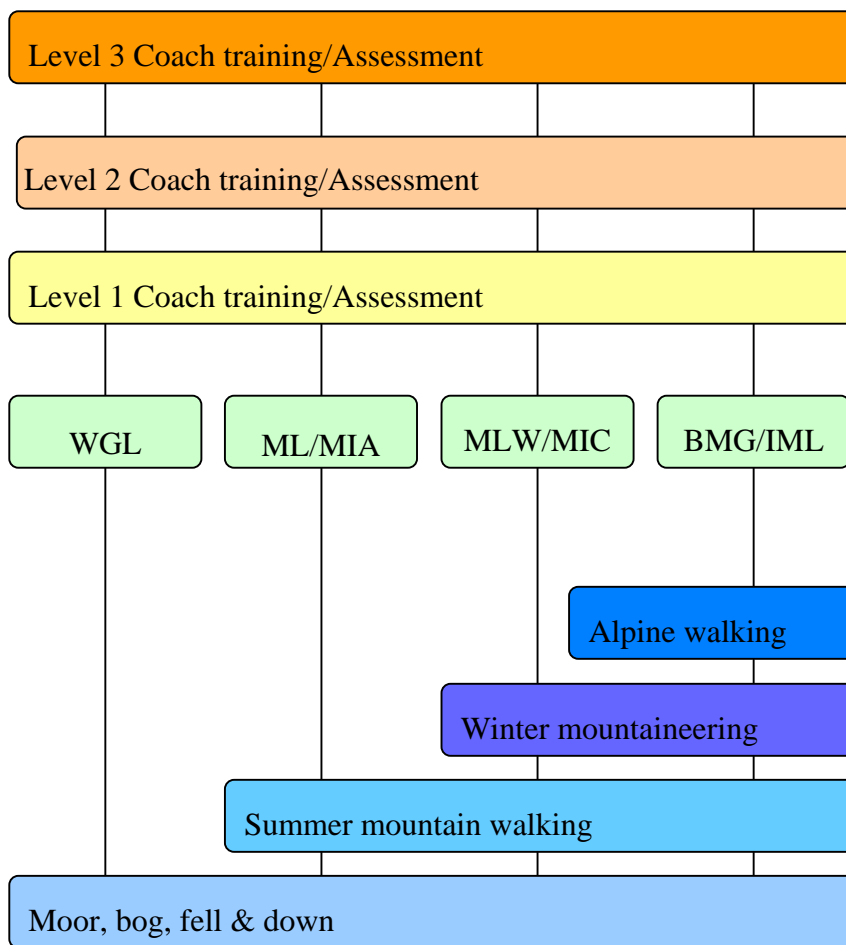 Level 3 Coach training/Assessment
Level 2 Coach training/Assessment
Level 1 Coach training/Assessment
WGL
ML/MIA
MLW/MIC
BMG/IML
Alpine walking
Winter mountaineering
Summer mountain walking
Moor, bog, fell & down